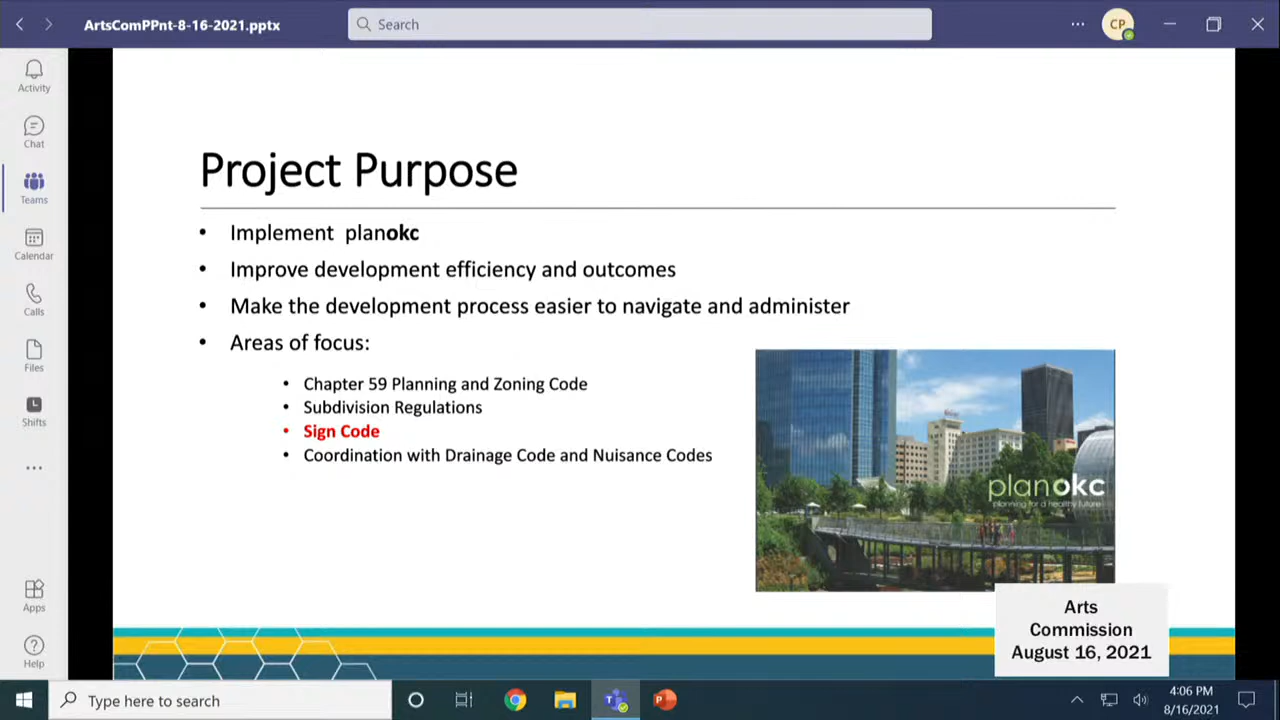 ArtsComPPnt-8-16-2021.pptx
Search
CP
Activity
Chat
Teams
Calendar
Calls
Files
Shifts
Apps
Help
Project Purpose
• Implement planokc
• Improve development efficiency and outcomes
• Make the development process easier to navigate and administer
• Areas of focus:
• Chapter 59 Planning and Zoning Code
• Subdivision Regulations
• Sign Code
• Coordination with Drainage Code and Nuisance Codes
planokc
planning for a healthy future
Arts
Commission
August 16, 2021
Type here to search
4:06 PM
8/16/2021